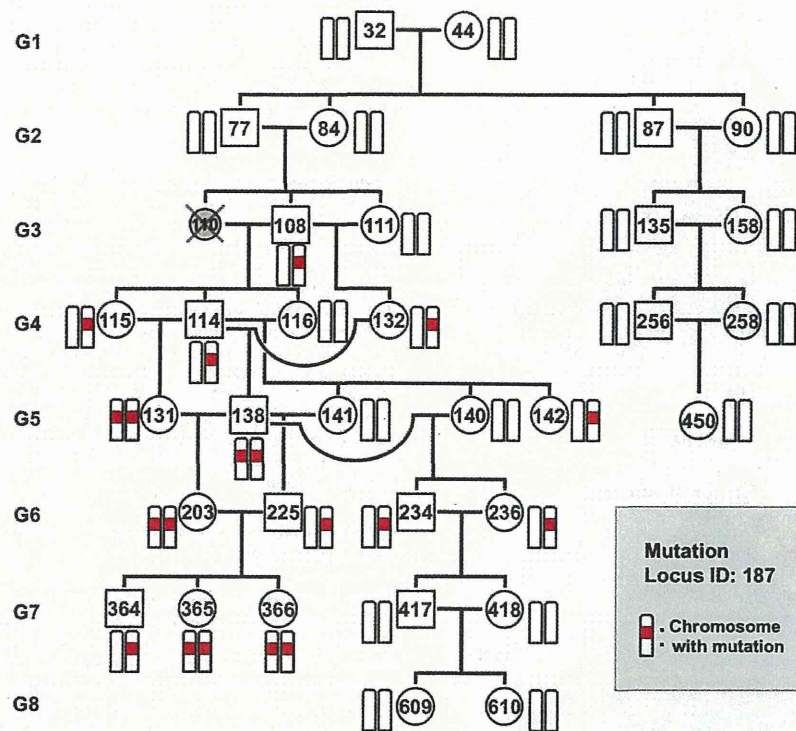 G1 32 44
G2 77 84 87 90
G3 110 108 111 135 158
G4 115 114 116 132 256 258
G5 131 138 141 140 142 450
G6 203 225 234 236
Mutation
Locus ID: 187
G7 364 365 366 417 418
Chromosome
with mutation
G8 609 610